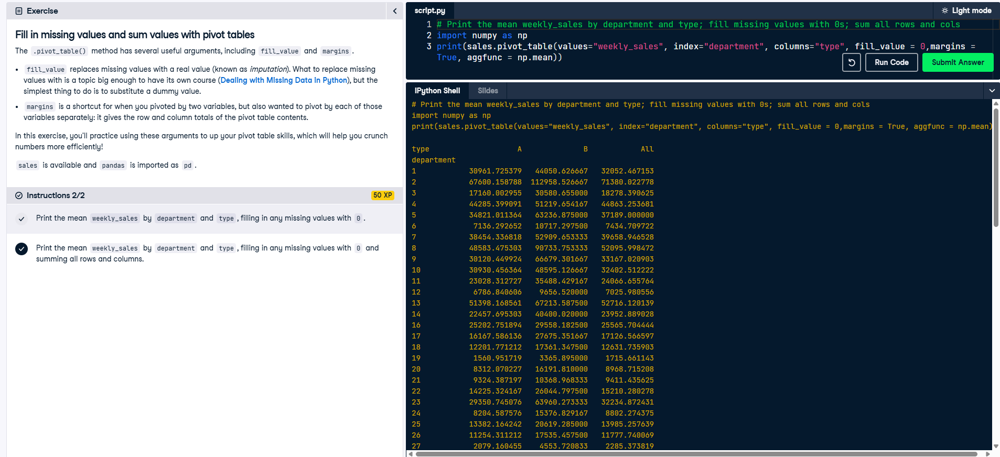 Exercise
Fill in missing values and sum values with pivot tables
The .pivot_table() method has several useful arguments, including fill_value and margins .
• fill_value replaces missing values with a real value (known as imputation). What to replace missing
values with is a topic big enough to have its own course (Dealing with Missing Data in Python), but the
simplest thing to do is to substitute a dummy value.
• margins is a shortcut for when you pivoted by two variables, but also wanted to pivot by each of those
variables separately: it gives the row and column totals of the pivot table contents.
In this exercise, you'll practice using these arguments to up your pivot table skills, which will help you crunch
numbers more efficiently!
sales is available and pandas is imported as pd .
Instructions 2/2
50 XP
Print the mean weekly_sales by department and type , filling in any missing values with 0 .
Print the mean weekly_sales by department and type , filling in any missing values with 0 and
summing all rows and columns.
script.py
Light mode
1 # Print the mean weekly_sales by department and type; fill missing values with 0s; sum all rows and cols
2 import numpy as np
3 print(sales.pivot_table(values="weekly_sales", index="department", columns="type", fill_value = 0,margins =
True, aggfunc = np.mean))
Run Code
Submit Answer
IPython Shell
Slides
# Print the mean weekly_sales by department and type; fill missing values with 0s; sum all rows and cols
import numpy as np
print(sales.pivot_table(values="weekly_sales", index="department", columns="type", fill_value = 0,margins = True, aggfunc = np.mean)
type A B All
department
1 30961.725379 44050.626667 32052.467153
2 67600.158788 112958.526667 71380.022778
3 17160.002955 30580.655000 18278.390625
4 44285.399091 51219.654167 44863.253681
5 34821.011364 63236.875000 37189.000000
6 7136.292652 10717.297500 7434.709722
7 38454.336818 52909.653333 39658.946528
8 48583.475303 90733.753333 52095.998472
9 30120.449924 66679.301667 33167.020903
10 30930.456364 48595.126667 32402.512222
11 23028.312727 35488.429167 24066.655764
12 6786.840606 9656.520000 7025.980556
13 51398.168561 67213.587500 52716.120139
14 22457.695303 40400.020000 23952.889028
16 25202.751894 29558.182500 25565.704444
17 16167.586136 27675.351667 17126.566597
18 12201.771212 17361.347500 12631.735903
19 1560.951719 3365.895000 1715.661143
20 8312.070227 16191.810000 8968.715208
21 9324.387197 10368.968333 9411.435625
22 14225.324167 26044.797500 15210.280278
23 29350.745076 63960.273333 32234.872431
24 8204.587576 15376.829167 8802.274375
25 13382.164242 20619.285000 13985.257639
26 11254.311212 17535.457500 11777.740069
27 2079.160455 4553.720833 2285.373819